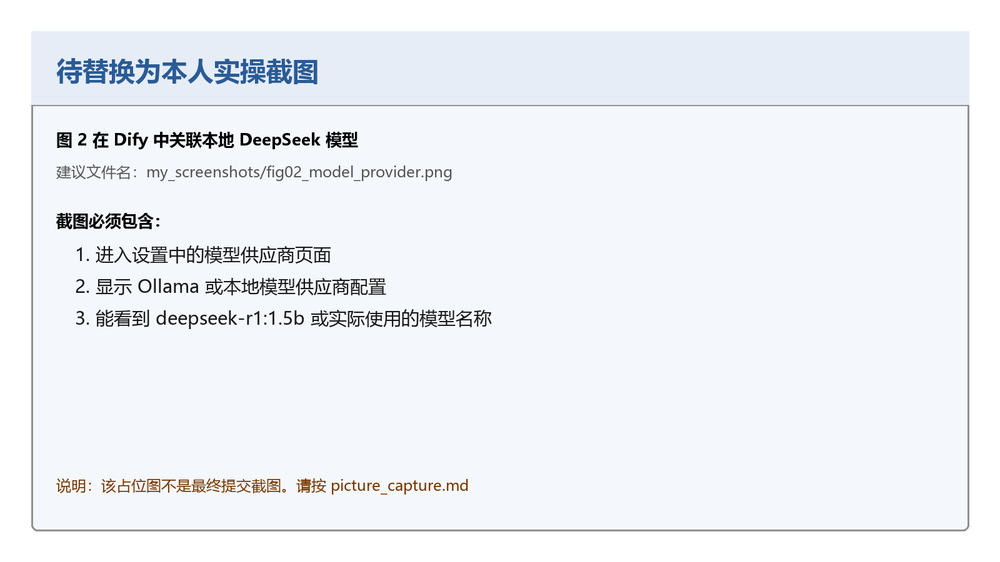 待替换为本人实操截图
图 2 在 Dify 中关联本地 DeepSeek 模型
建议文件名：my_screenshots/fig02_model_provider.png
截图必须包含：
1. 进入设置中的模型供应商页面
2. 显示 Ollama 或本地模型供应商配置
3. 能看到 deepseek-r1:1.5b 或实际使用的模型名称
说明：该占位图不是最终提交截图。请按 picture_capture.md